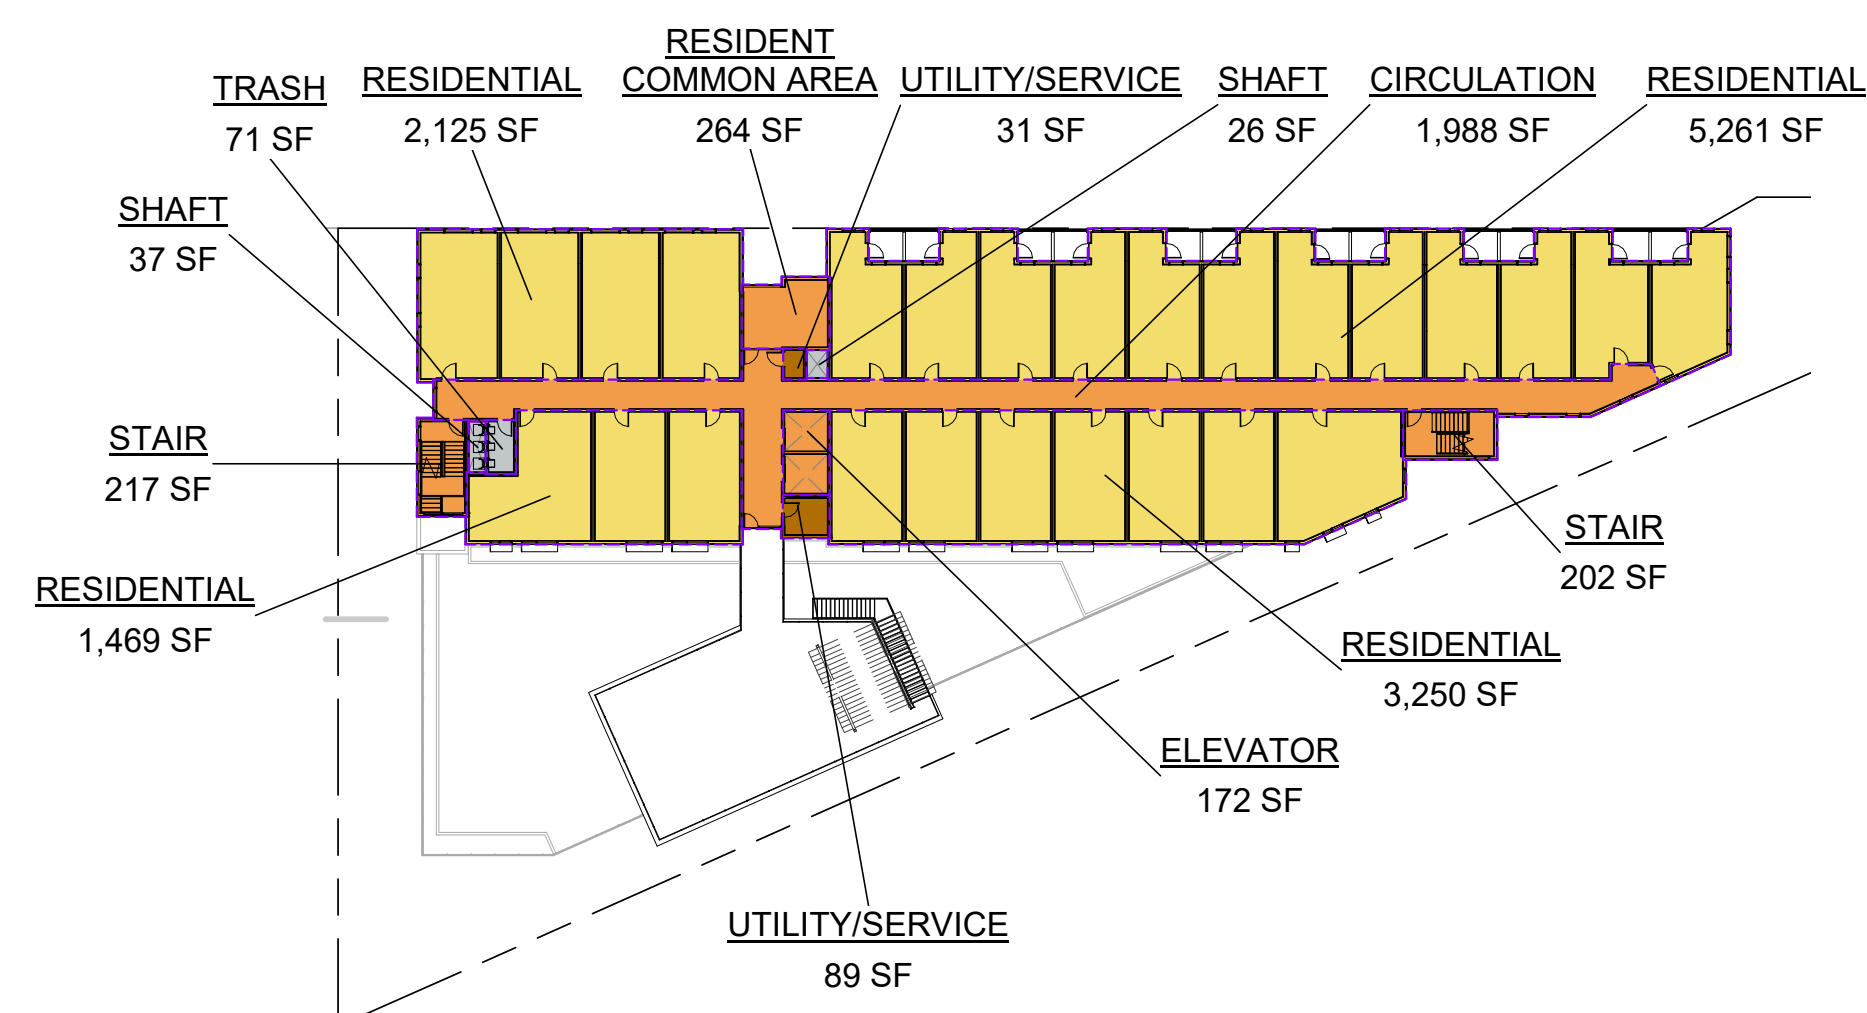 TRASH
71 SF
RESIDENTIAL
2,125 SF
RESIDENT
COMMON AREA
264 SF
UTILITY/SERVICE
31 SF
SHAFT
26 SF
CIRCULATION
1,988 SF
RESIDENTIAL
5,261 SF
SHAFT
37 SF
STAIR
217 SF
RESIDENTIAL
1,469 SF
STAIR
202 SF
RESIDENTIAL
3,250 SF
ELEVATOR
172 SF
UTILITY/SERVICE
89 SF